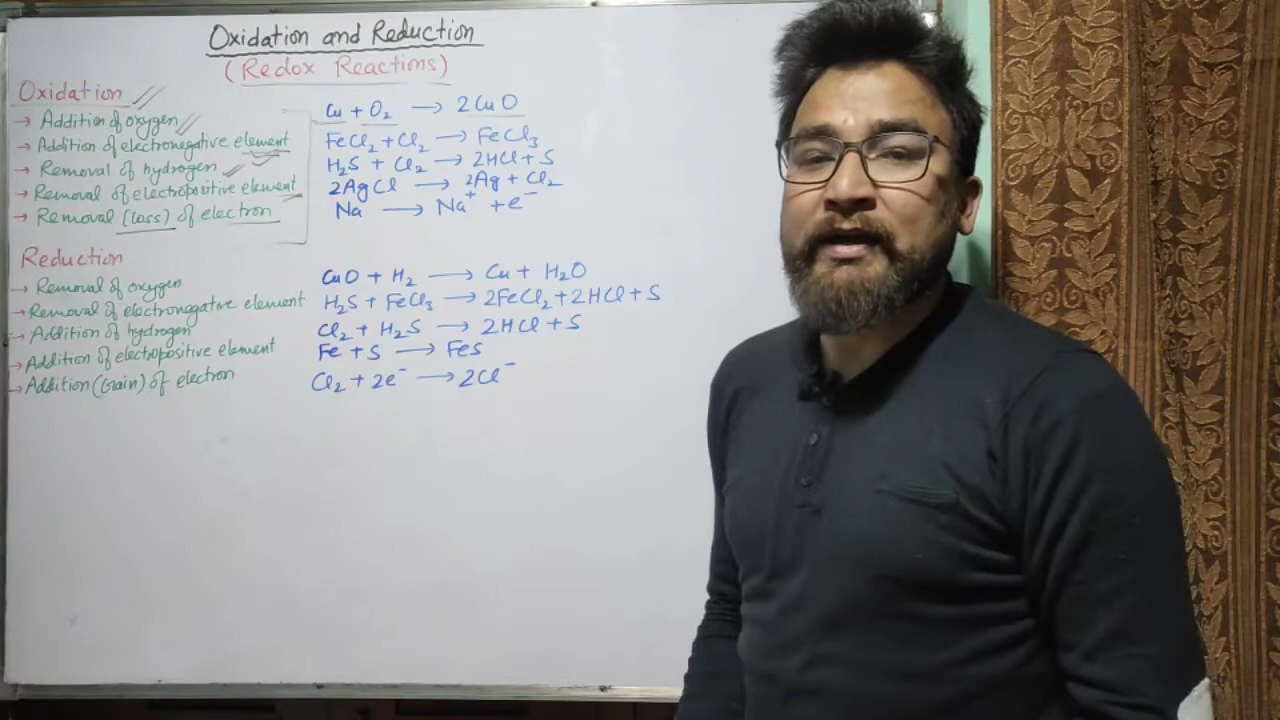 Oxidation and Reduction
(Redox Reactions)
Oxidation
→ Addition of oxygen
→ Addition of electronegative element
→ Removal of hydrogen
→ Removal of electropositive element
→ Removal (loss) of electron
Cu + O₂ → 2CuO
FeCl₂ + Cl₂ → FeCl₃
H₂S + Cl₂ → 2HCl + S
2AgCl → 2Ag + Cl₂
Na → Na⁺ + e⁻
Reduction
→ Removal of oxygen
→ Removal of electronegative element
→ Addition of hydrogen
→ Addition of electropositive element
→ Addition (Gain) of electron
CuO + H₂ → Cu + H₂O
H₂S + FeCl₃ → 2FeCl₂ + 2HCl + S
Cl₂ + H₂S → 2HCl + S
Fe + S → FeS
Cl₂ + 2e⁻ → 2Cl⁻